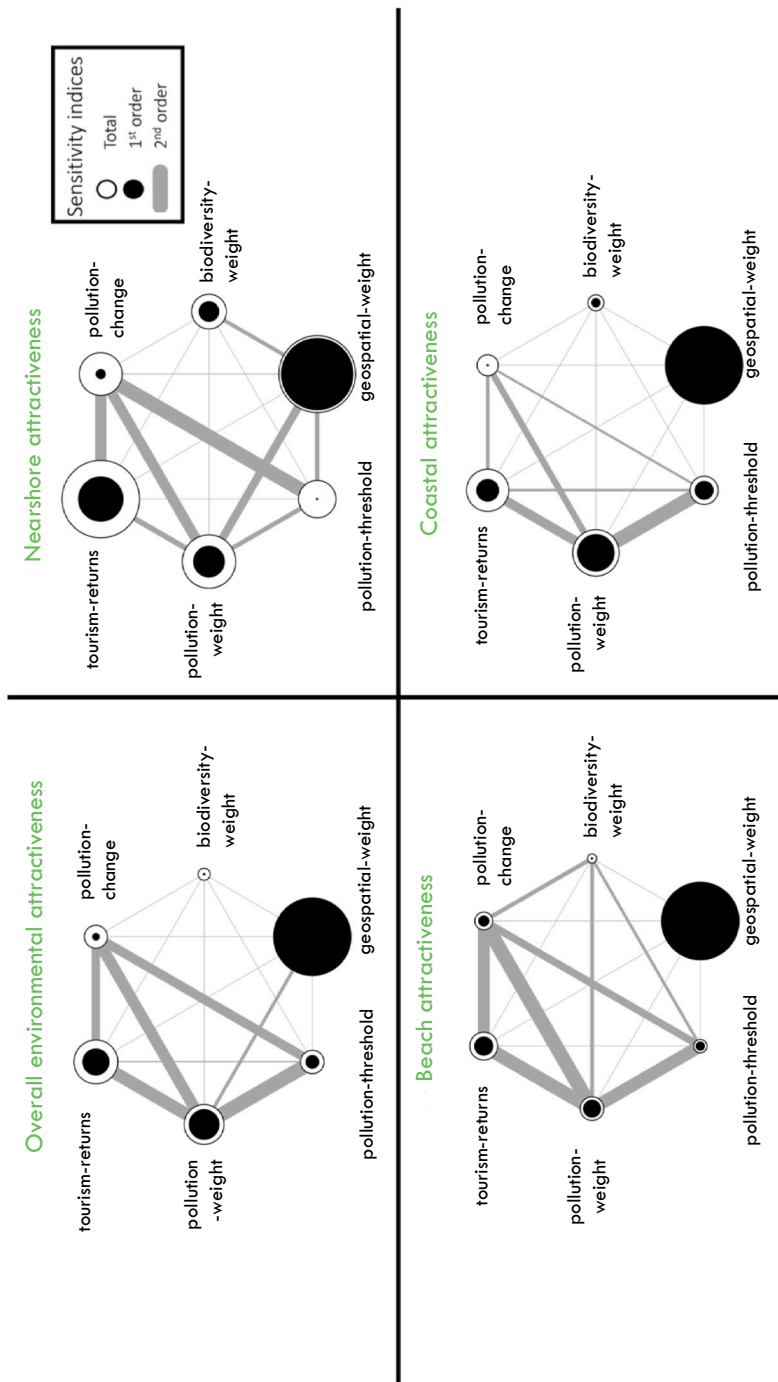 Overall environmental attractiveness
tourism-returns
pollution-
change
pollution
-weight
biodiversity-
weight
pollution-threshold
geospatial-weight
Nearshore attractiveness
tourism-returns
pollution-
change
pollution-
weight
biodiversity-
weight
pollution-threshold
geospatial-weight
Sensitivity indices
Total
1st order
2nd order
Beach attractiveness
tourism-returns
pollution-
change
pollution-
weight
biodiversity-
weight
pollution-threshold
geospatial-weight
Coastal attractiveness
tourism-returns
pollution-
change
pollution-
weight
biodiversity-
weight
pollution-threshold
geospatial-weight